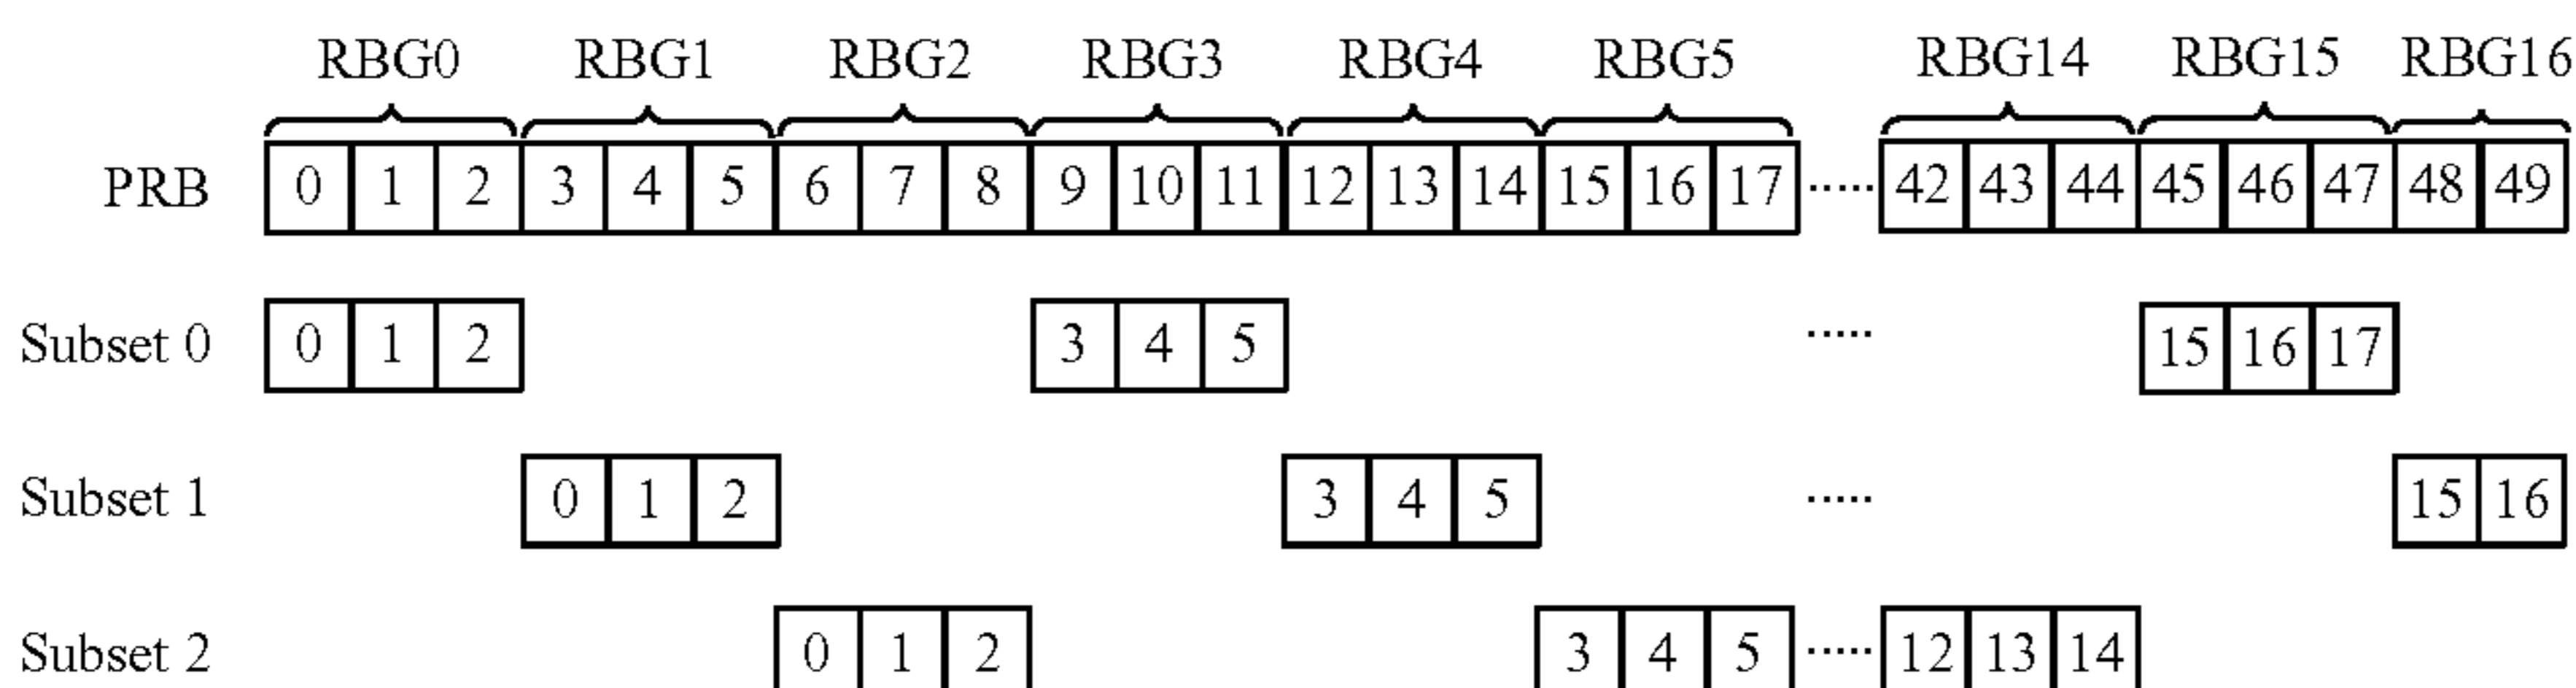 RBG0 RBG1 RBG2 RBG3 RBG4 RBG5 RBG14 RBG15 RBG16
PRB 0 1 2 3 4 5 6 7 8 9 10 11 12 13 14 15 16 17 ..... 42 43 44 45 46 47 48 49
Subset 0 0 1 2 3 4 5 ..... 15 16 17
Subset 1 0 1 2 3 4 5 ..... 15 16
Subset 2 0 1 2 3 4 5 ..... 12 13 14